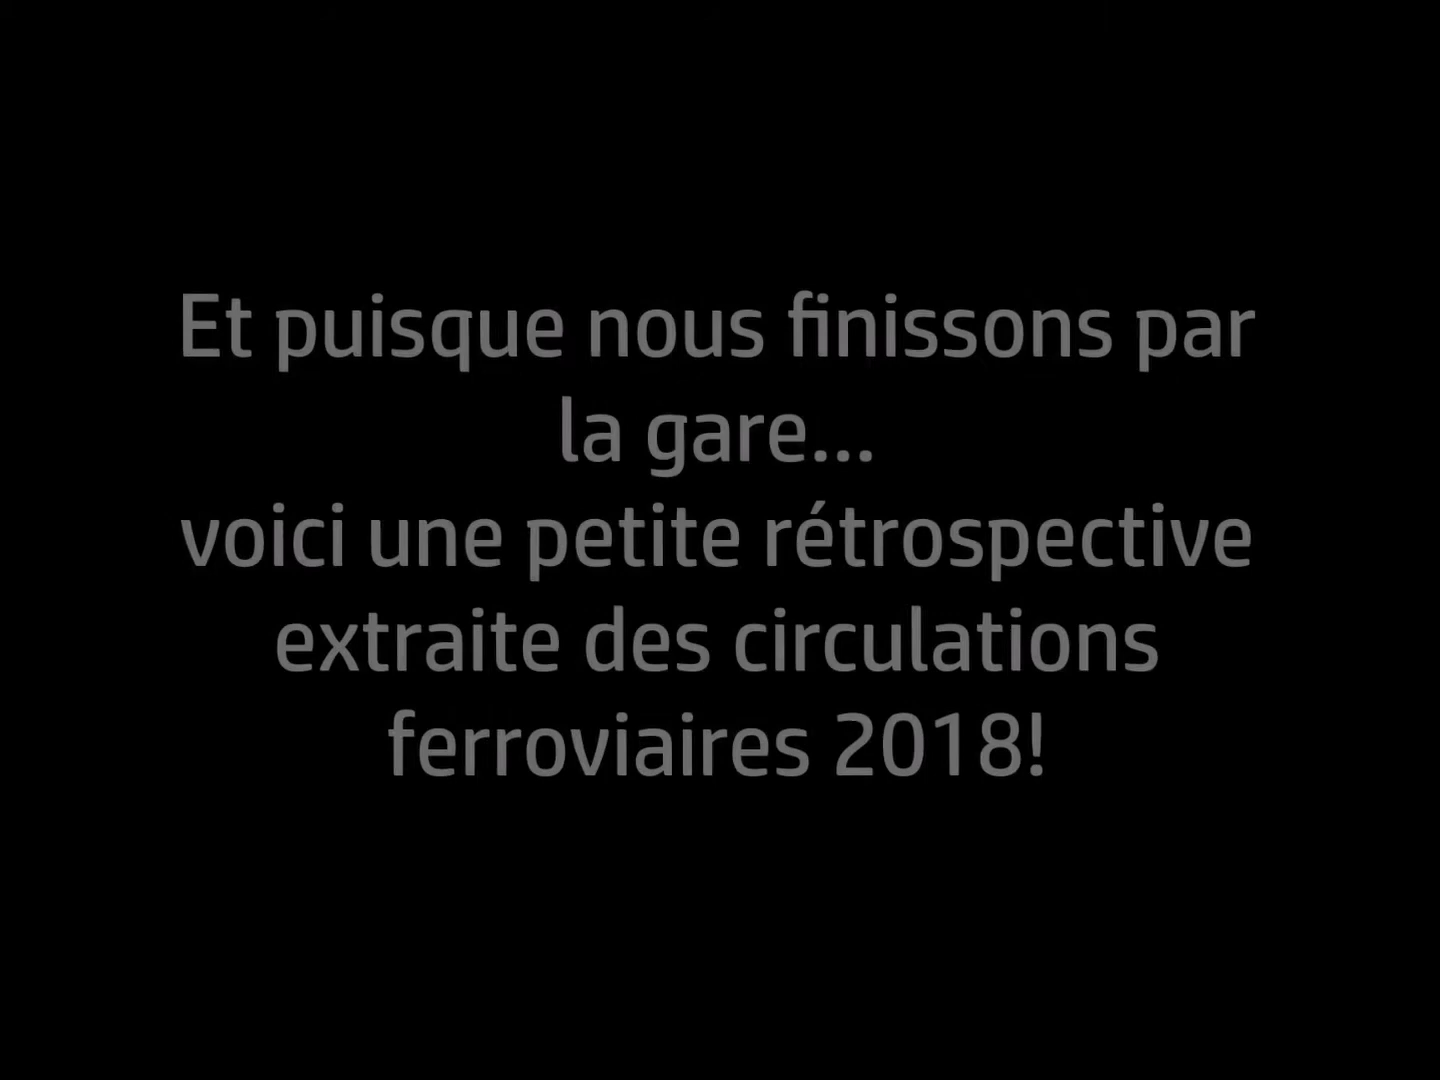 Et puisque nous finissons par
la gare...
voici une petite rétrospective
extraite des circulations
ferroviaires 2018!